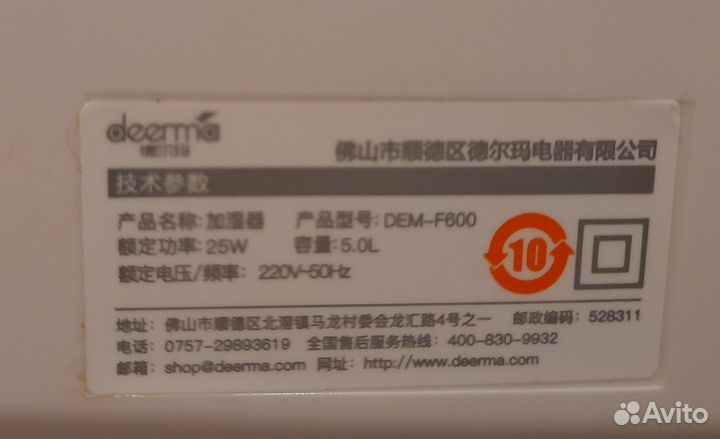 deerma
德尔玛
佛山市顺德区德尔玛电器有限公司
技术参数
产品名称: 加湿器 产品型号: DEM-F600
额定功率: 25W 容量: 5.0L
额定电压/频率: 220V~50Hz
10
地址: 佛山市顺德区北滘镇马龙村委会龙汇路4号之一 邮政编码: 528311
电话: 0757-29893619 全国售后服务热线: 400-830-9932
邮箱: shop@deerma.com 网址: http://www.deerma.com
Avito